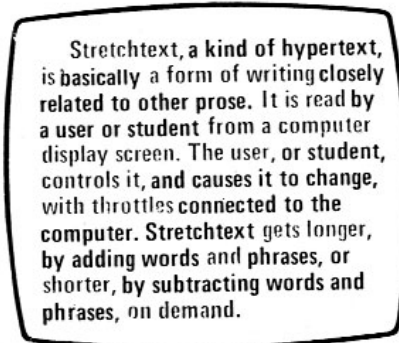 Stretchtext, a kind of hypertext,
is basically a form of writing closely
related to other prose. It is read by
a user or student from a computer
display screen. The user, or student,
controls it, and causes it to change,
with throttles connected to the
computer. Stretchtext gets longer,
by adding words and phrases, or
shorter, by subtracting words and
phrases, on demand.